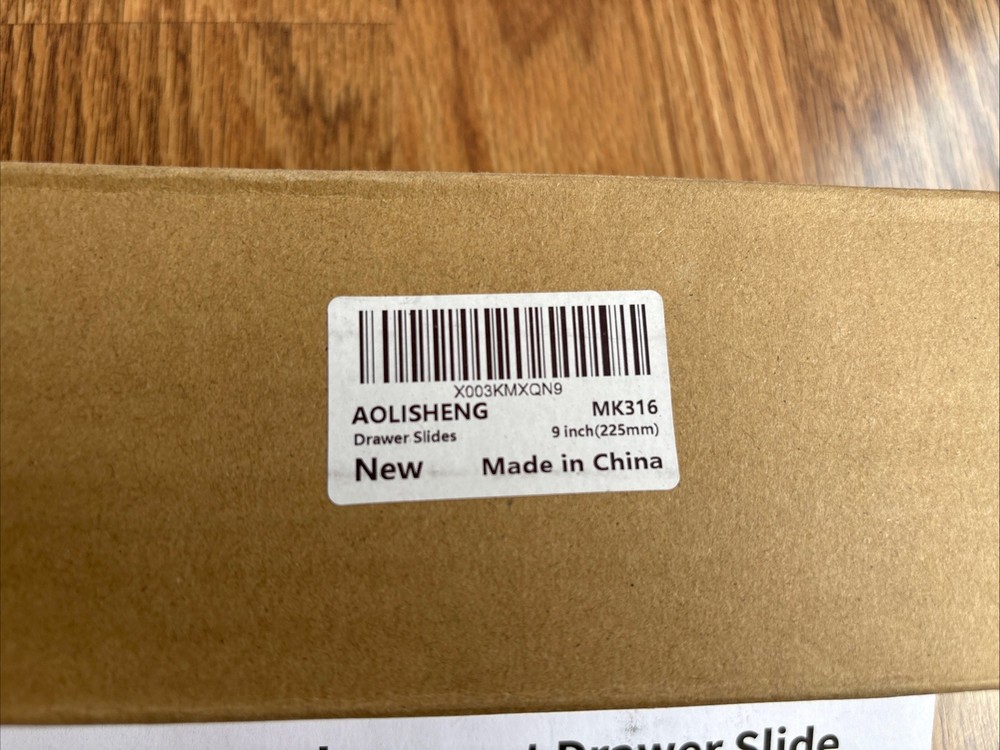 X003KMXQN9
AOLISHENG MK316
Drawer Slides 9 inch(225mm)
New Made in China
Drawer Slide